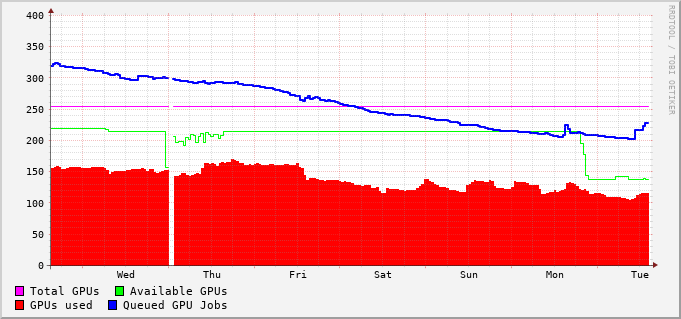 400
350
300
250
200
150
100
50
0
Wed Thu Fri Sat Sun Mon Tue
Total GPUs Available GPUs
GPUs used Queued GPU Jobs
RRDTOOL / TOBI OETIKER